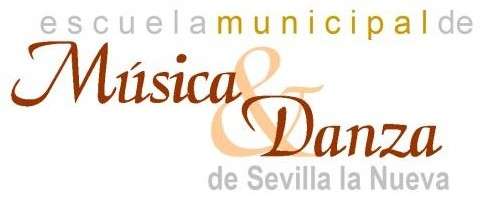 escuelamunicipalde
Música
&
Danza
de Sevilla la Nueva